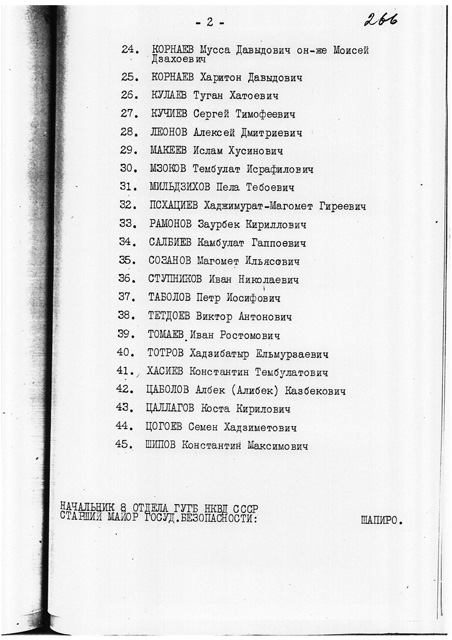 - 2 -
266
24. КОРНАЕВ Мусса Давыдович он-же Моисей
Дзахоевич
25. КОРНАЕВ Харитон Давыдович
26. КУЛАЕВ Туган Хатоевич
27. КУЧИЕВ Сергей Тимофеевич
28. ЛЕОНОВ Алексей Дмитриевич
29. МАКЕЕВ Ислам Хусинович
30. МЗОКОВ Тембулат Исрафилович
31. МИЛЬДЗИХОВ Пела Тебоевич
32. ПСХАЦИЕВ Хаджимурат-Магомет Гиреевич
33. РАМОНОВ Заурбек Кириллович
34. САЛБИЕВ Камбулат Гаппоевич
35. СОЗАНОВ Магомет Ильясович
36. СТУПНИКОВ Иван Николаевич
37. ТАБОЛОВ Петр Иосифович
38. ТЕТДОЕВ Виктор Антонович
39. ТОМАЕВ Иван Ростомович
40. ТОТРОВ Хадзибатыр Ельмурзаевич
41. ХАСИЕВ Константин Тембулатович
42. ЦАБОЛОВ Албек (Алибек) Казбекович
43. ЦАЛЛАГОВ Коста Кирилович
44. ЦОГОЕВ Семен Хадзиметович
45. ШИПОВ Константин Максимович
НАЧАЛЬНИК 8 ОТДЕЛА ГУГБ НКВД СССР
СТАРШИЙ МАЙОР ГОСУД.БЕЗОПАСНОСТИ: ШАПИРО.